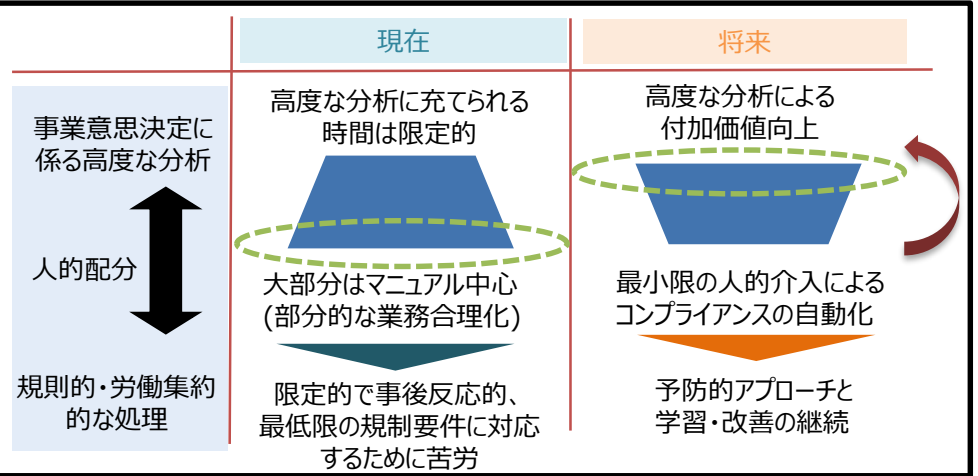 現在
将来
事業意思決定に
係る高度な分析
人的配分
規則的・労働集約
的な処理
高度な分析に充てられる
時間は限定的
大部分はマニュアル中心
(部分的な業務合理化)
限定的で事後反応的、
最低限の規制要件に対応
するために苦労
高度な分析による
付加価値向上
最小限の人的介入による
コンプライアンスの自動化
予防的アプローチと
学習・改善の継続